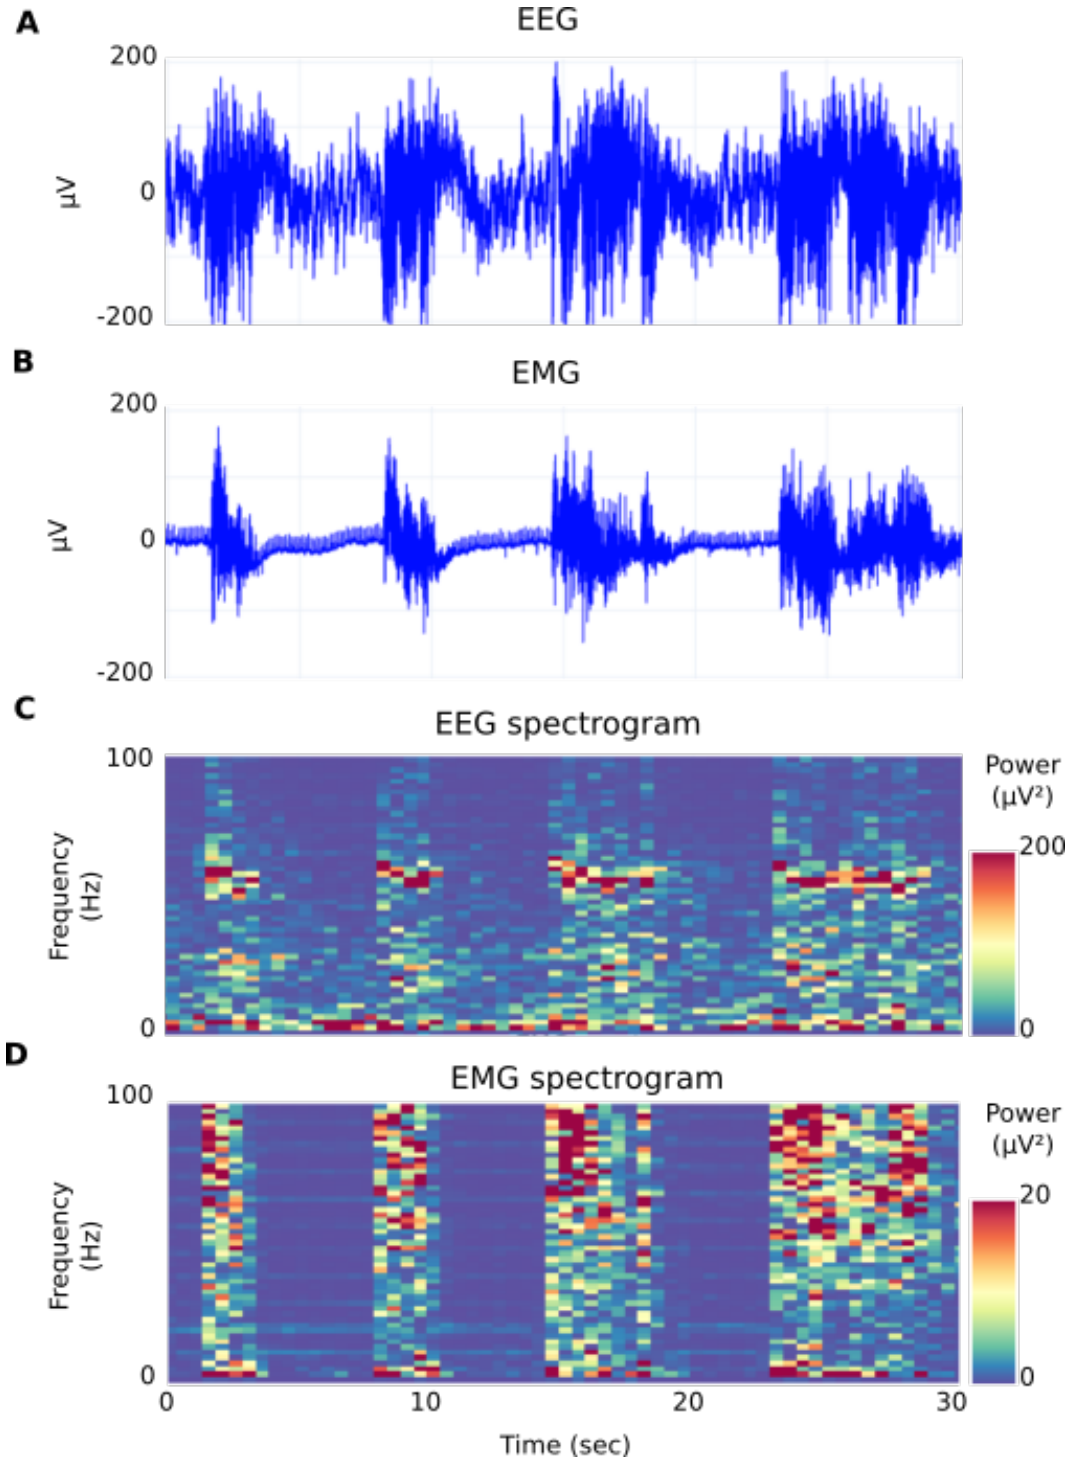 A
EEG
200
0
-200
µV
B
EMG
200
0
-200
µV
C
EEG spectrogram
100
0
Frequency
(Hz)
Power
(µV²)
200
0
D
EMG spectrogram
100
0
Frequency
(Hz)
Power
(µV²)
20
0
0
10
20
30
Time (sec)